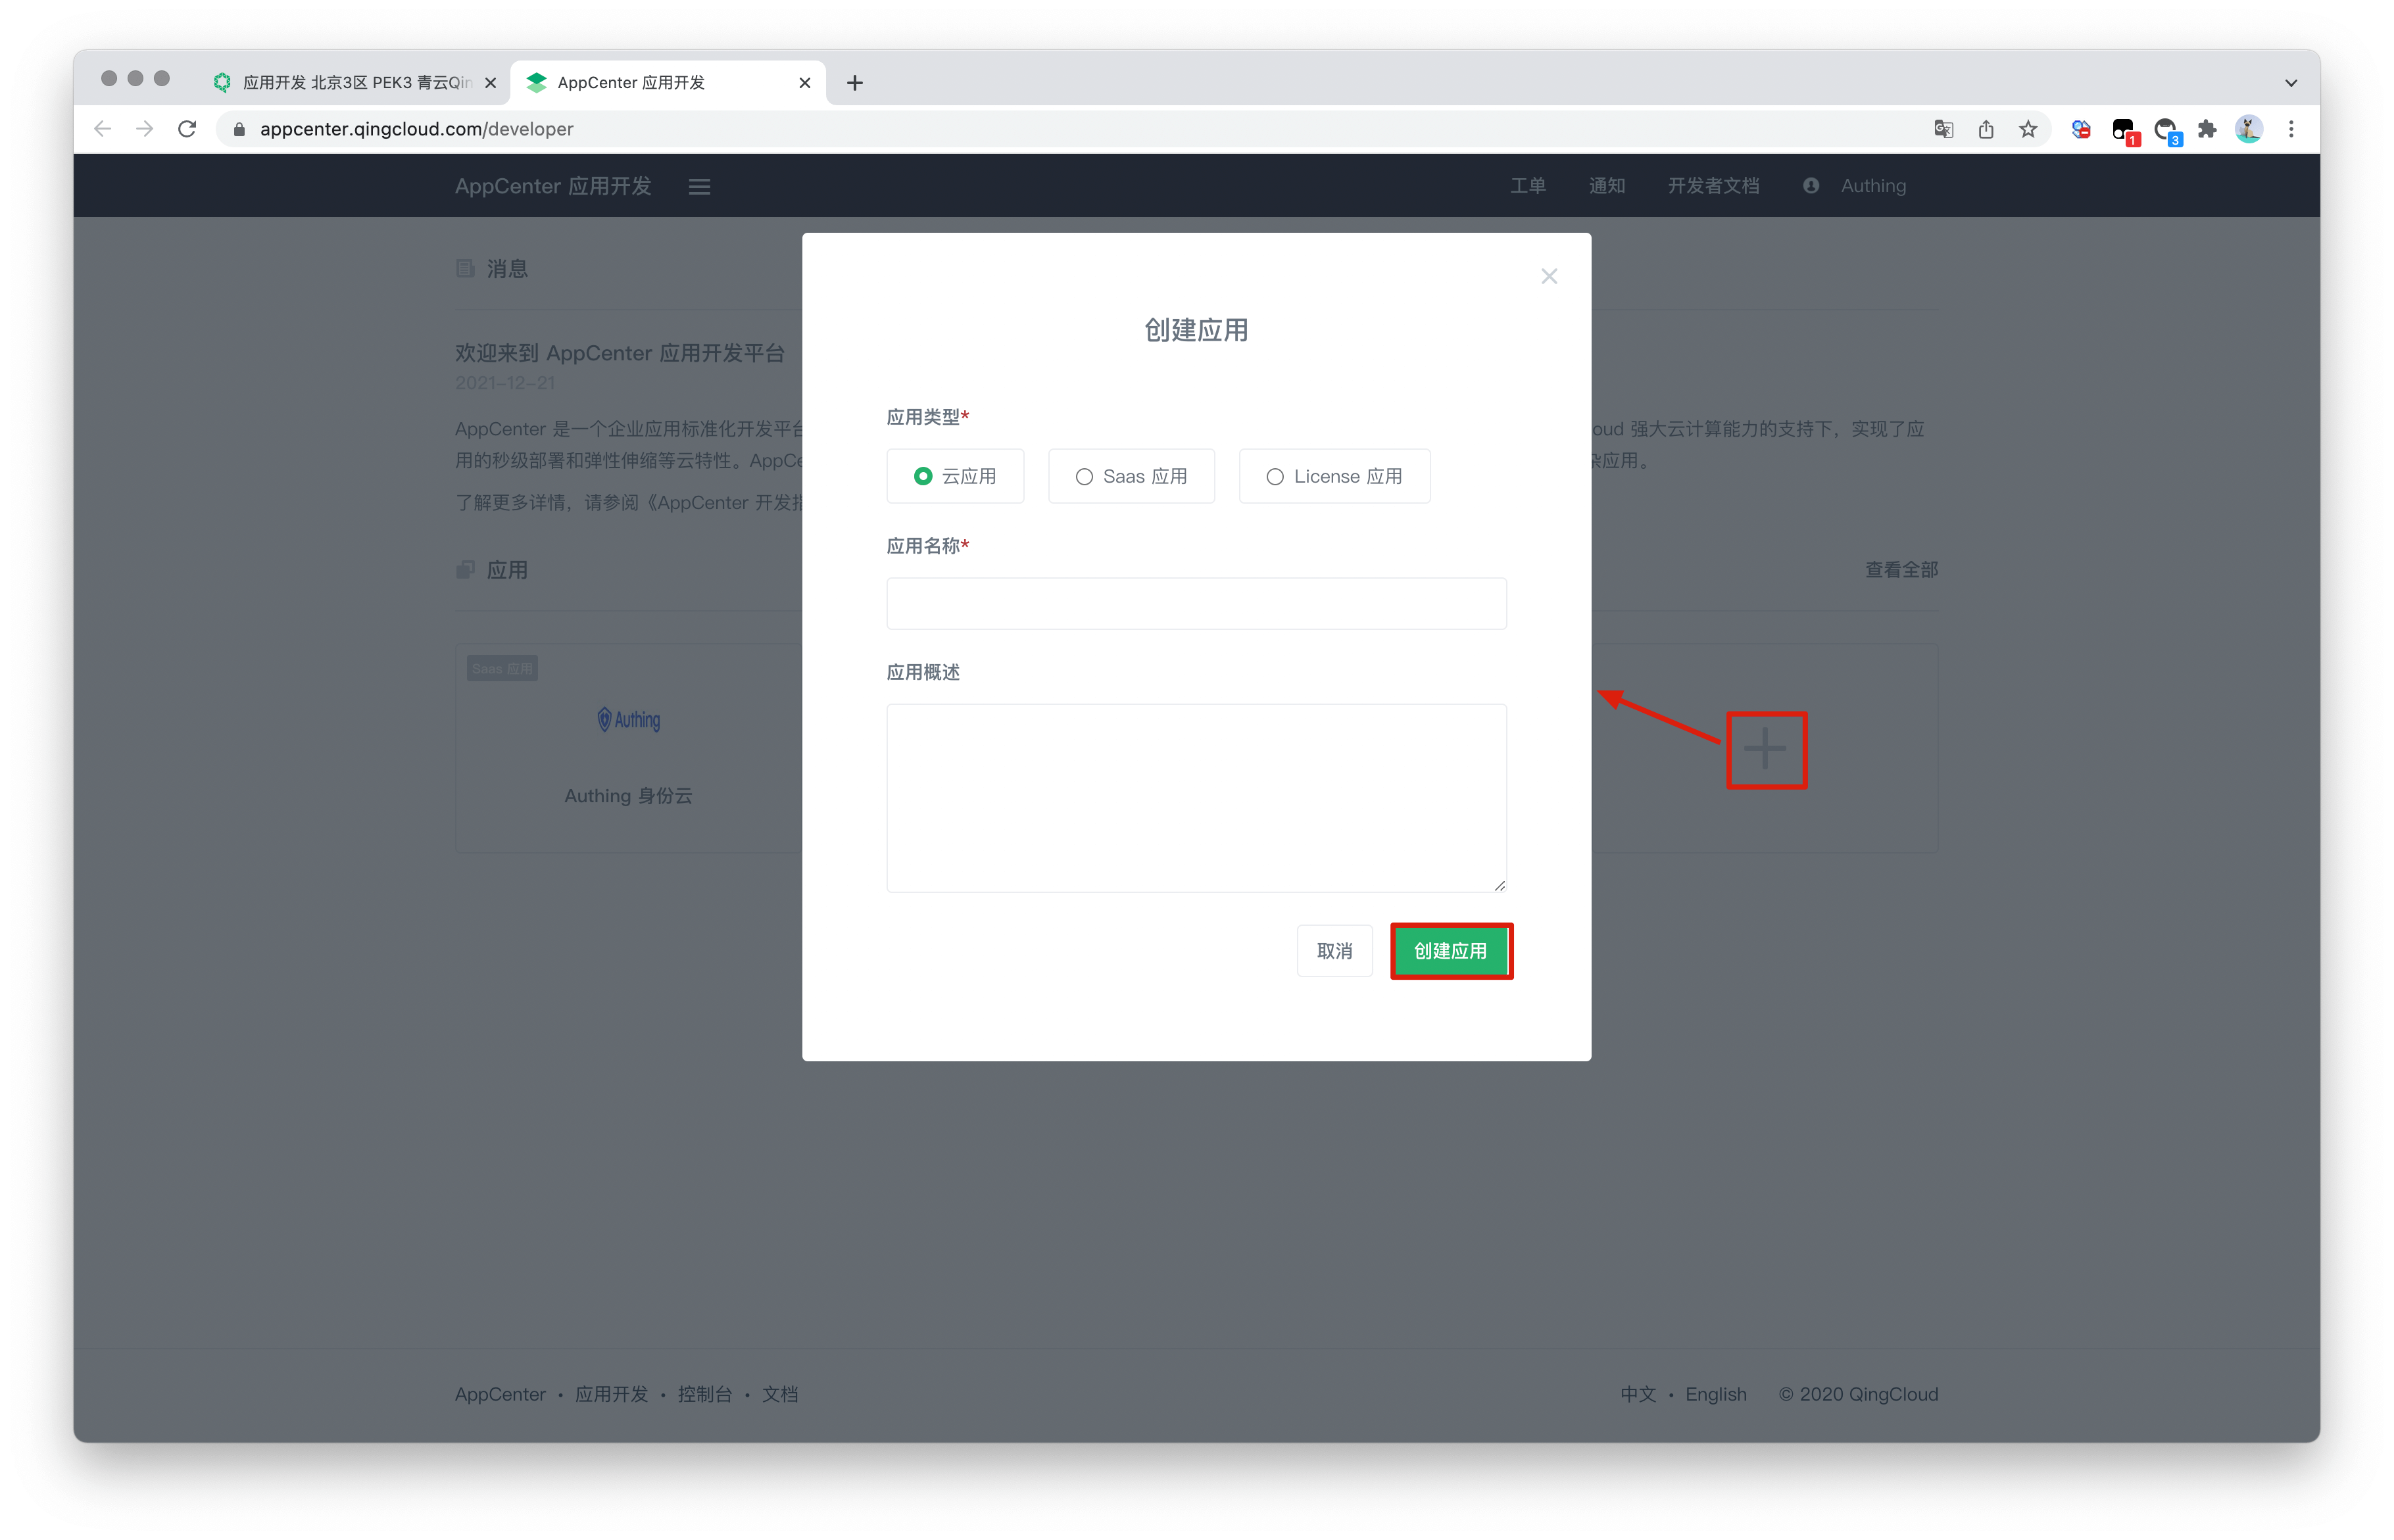 应用开发 北京3区 PEK3 青云Qin
AppCenter 应用开发
appcenter.qingcloud.com/developer
1
3
AppCenter 应用开发
工单
通知
开发者文档
Authing
消息
欢迎来到 AppCenter 应用开发平台
2021-12-21
AppCenter 是一个企业应用标准化开发平台
oud 强大云计算能力的支持下，实现了应
用的秒级部署和弹性伸缩等云特性。AppCe
杂应用。
了解更多详情，请参阅《AppCenter 开发指
应用
查看全部
Saas 应用
Authing
Authing 身份云
创建应用
应用类型*
云应用
Saas 应用
License 应用
应用名称*
应用概述
取消
创建应用
AppCenter • 应用开发 • 控制台 • 文档
中文 • English © 2020 QingCloud